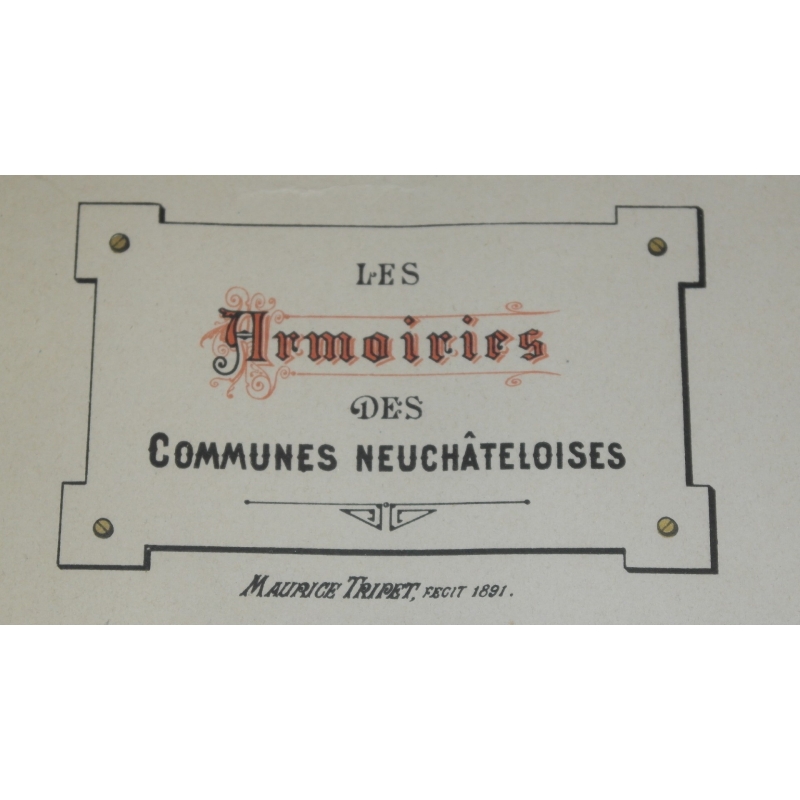 LES
Armoiries
DES
COMMUNES NEUCHÂTELOISES
MAURICE TRIPET, FECIT 1891.